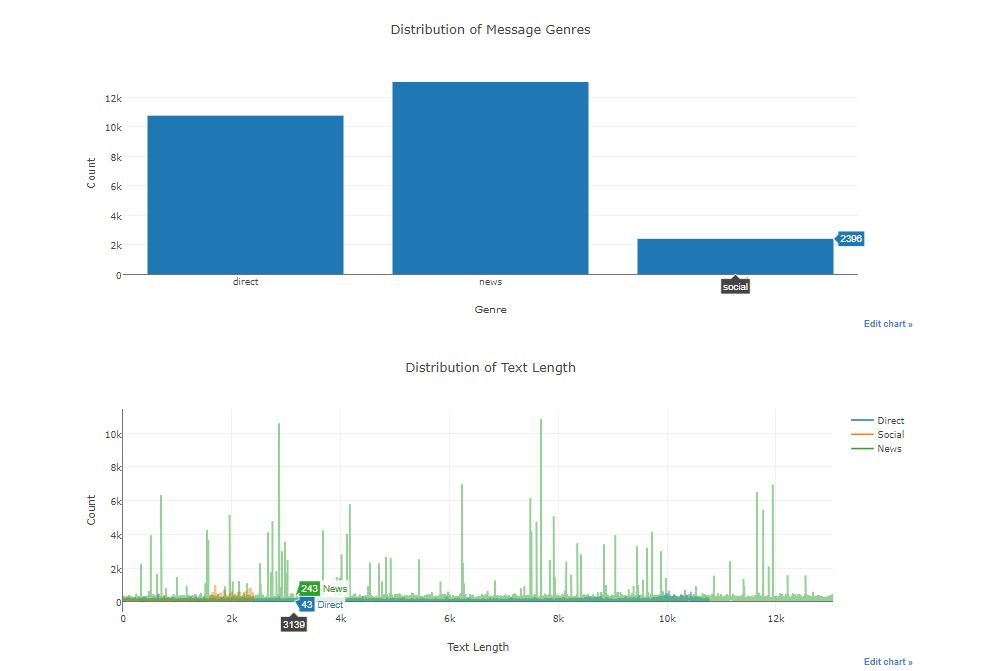 Distribution of Message Genres
12k
10k
8k
6k
4k
2k
0
Count
2396
direct
news
social
Genre
Edit chart »
Distribution of Text Length
10k
8k
6k
4k
2k
0
Count
Direct
Social
News
243 News
43 Direct
3139
0
2k
4k
6k
8k
10k
12k
Text Length
Edit chart »